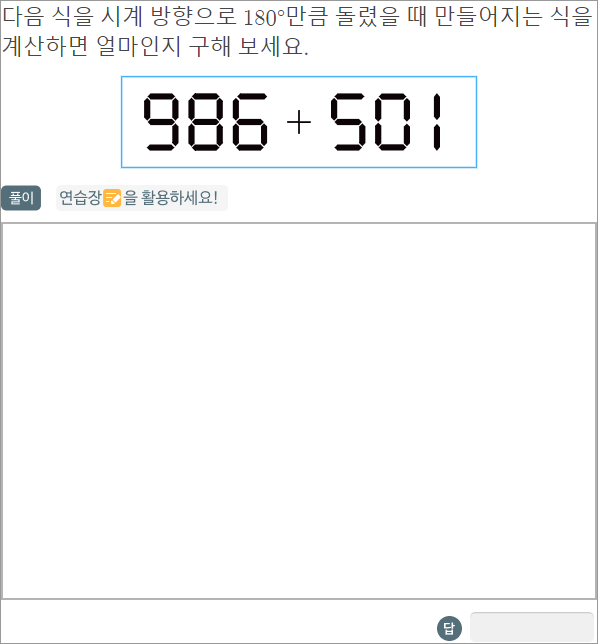 다음 식을 시계 방향으로 180°만큼 돌렸을 때 만들어지는 식을
계산하면 얼마인지 구해 보세요.
986 + 501
풀이 연습장을 활용하세요!
답